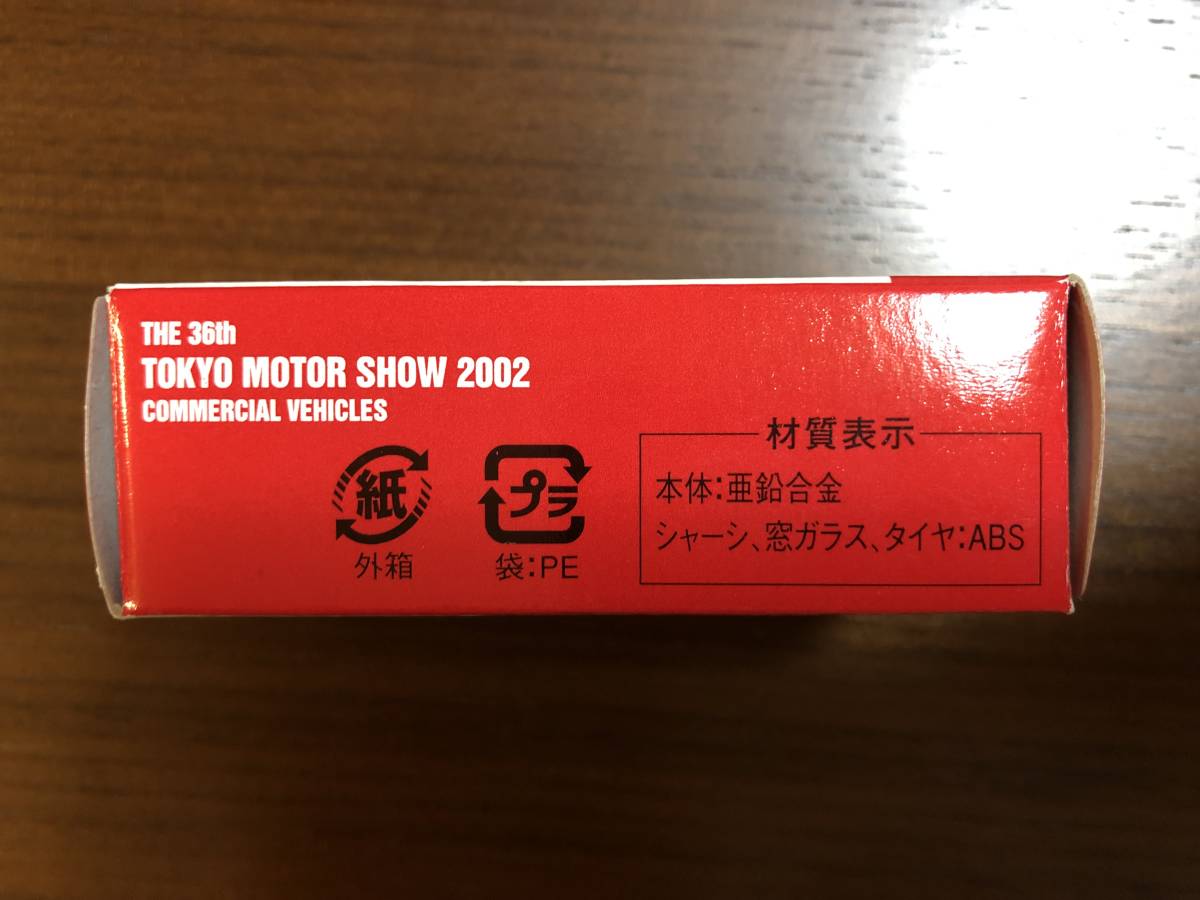 THE 36th
TOKYO MOTOR SHOW 2002
COMMERCIAL VEHICLES
紙
外箱
プラ
袋:PE
材質表示
本体:亜鉛合金
シャーシ、窓ガラス、タイヤ:ABS